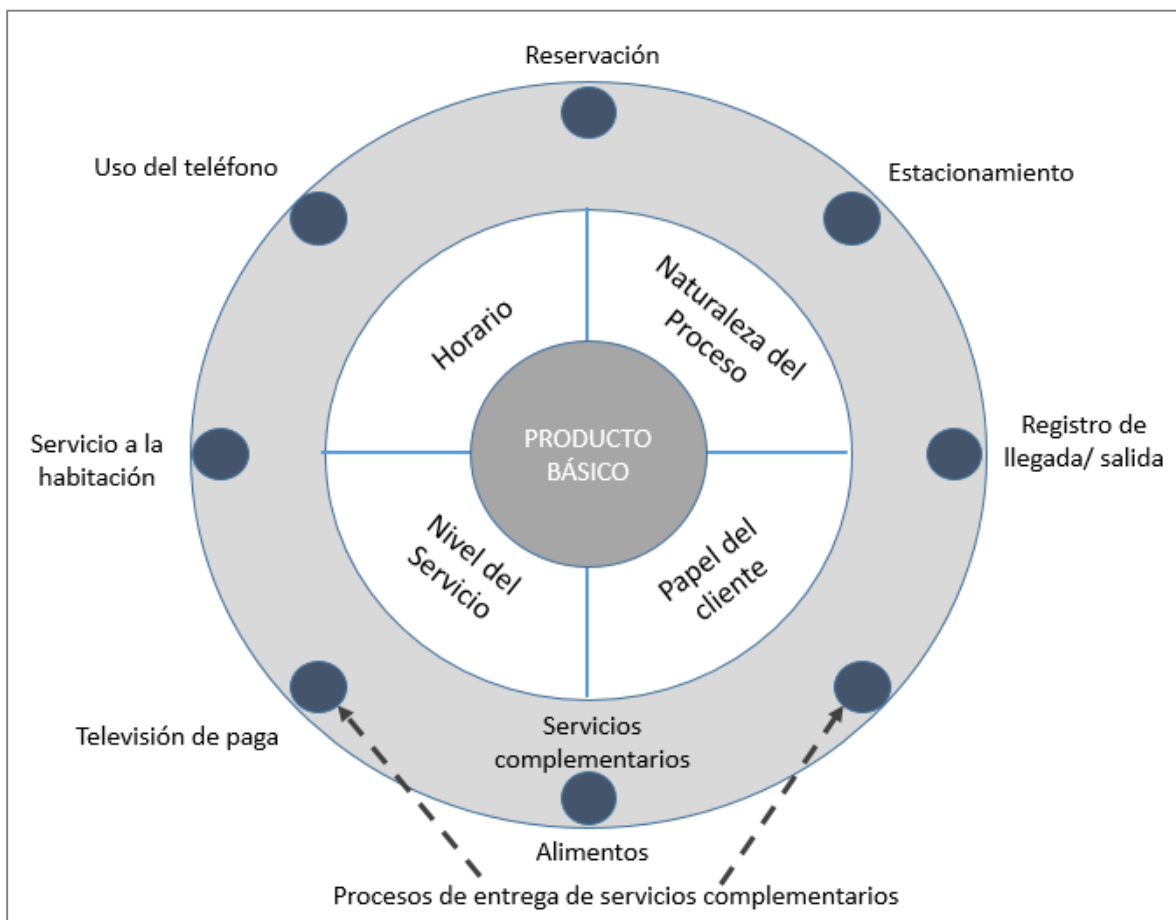 Reservación
Uso del teléfono
Estacionamiento
Horario
Naturaleza del
Proceso
Servicio a la
habitación
PRODUCTO
BÁSICO
Registro de
llegada/ salida
Nivel del
Servicio
Papel del
cliente
Televisión de paga
Servicios
complementarios
Alimentos
Procesos de entrega de servicios complementarios